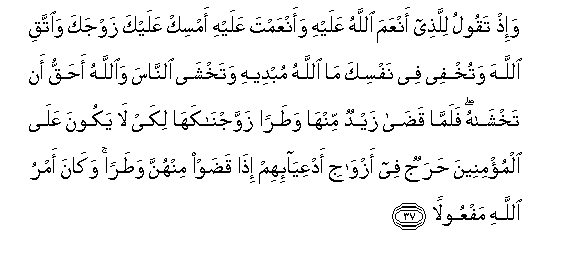 وَإِذْ تَقُولُ لِلَّذِىٓ أَنْعَمَ ٱللَّهُ عَلَيْهِ وَأَنْعَمْتَ عَلَيْهِ أَمْسِكْ عَلَيْكَ زَوْجَكَ وَٱتَّقِ
ٱللَّهَ وَتُخْفِى فِى نَفْسِكَ مَا ٱللَّهُ مُبْدِيهِ وَتَخْشَى ٱلنَّاسَ وَٱللَّهُ أَحَقُّ أَن
تَخْشَىٰهُ ۖ فَلَمَّا قَضَىٰ زَيْدٌ مِّنْهَا وَطَرًا زَوَّجْنَـٰكَهَا لِكَىْ لَا يَكُونَ عَلَى
ٱلْمُؤْمِنِينَ حَرَجٌ فِىٓ أَزْوَٰجِ أَدْعِيَآئِهِمْ إِذَا قَضَوْا۟ مِنْهُنَّ وَطَرًا ۚ وَكَانَ أَمْرُ
ٱللَّهِ مَفْعُولًا ٣٧